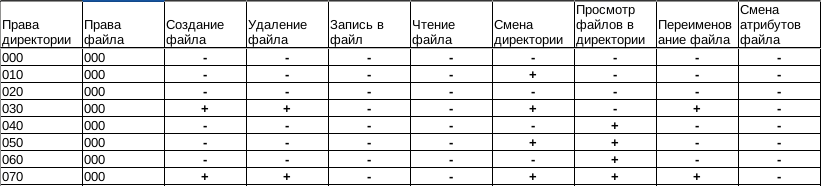 Права директории Права файла Создание файла Удаление файла Запись в файл Чтение файла Смена директории Просмотр файлов в директории Переименов ание файла Смена атрибутов файла
000 000 - - - - - - - -
010 000 - - - - + - - -
020 000 - - - - - - - -
030 000 + + - - + - + -
040 000 - - - - - + - -
050 000 - - - - + + - -
060 000 - - - - - + - -
070 000 + + - - + + + -